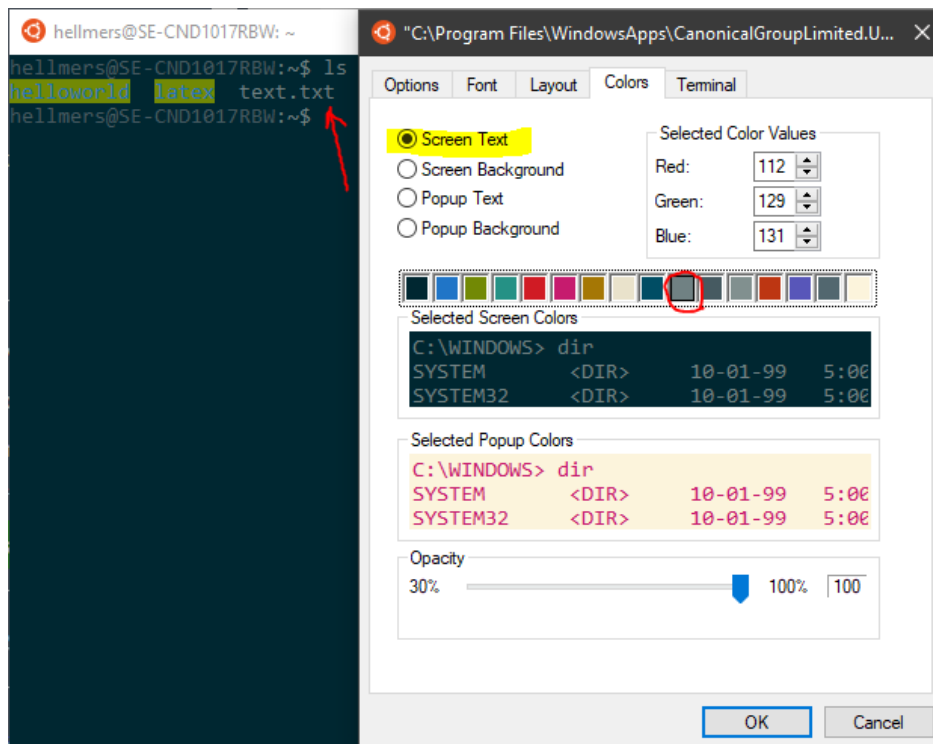 hellmers@SE-CND1017RBW: ~
hellmers@SE-CND1017RBW:~$ ls
helloworld latex text.txt
hellmers@SE-CND1017RBW:~$
"C:\Program Files\WindowsApps\CanonicalGroupLimited.U...
Options Font Layout Colors Terminal
Screen Text
Screen Background
Popup Text
Popup Background
Selected Color Values
Red: 112
Green: 129
Blue: 131
Selected Screen Colors
C:\WINDOWS> dir
SYSTEM <DIR> 10-01-99 5:00
SYSTEM32 <DIR> 10-01-99 5:00
Selected Popup Colors
C:\WINDOWS> dir
SYSTEM <DIR> 10-01-99 5:00
SYSTEM32 <DIR> 10-01-99 5:00
Opacity
30% 100% 100
OK Cancel